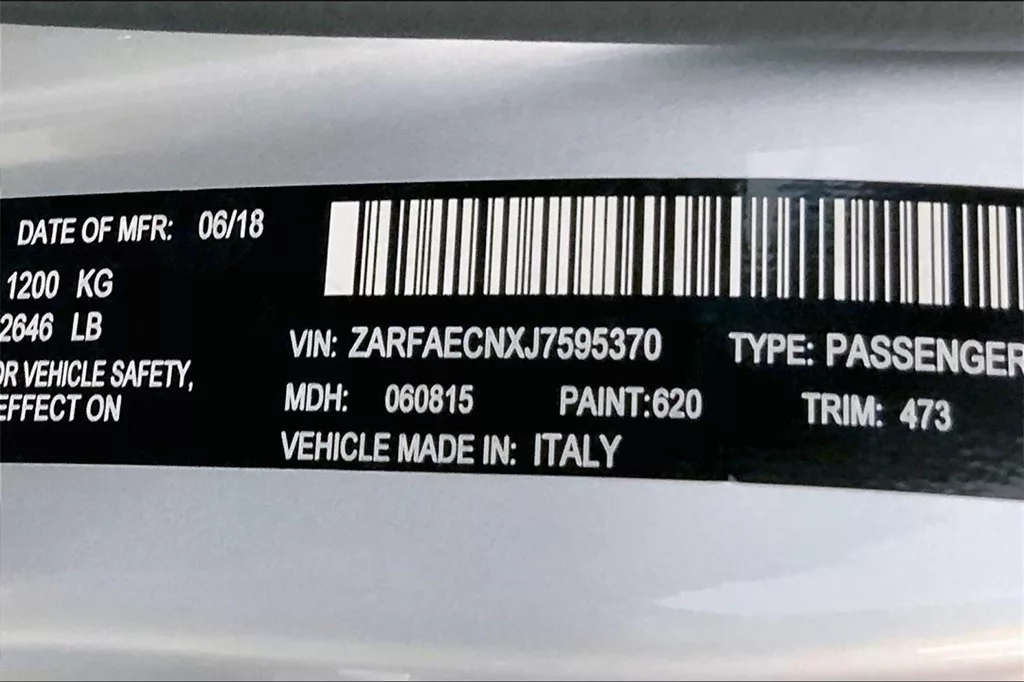 DATE OF MFR: 06/18
1200 KG
2646 LB
OR VEHICLE SAFETY,
EFFECT ON
VIN: ZARFAECNXJ7595370
TYPE: PASSENGER
MDH: 060815
PAINT:620
TRIM: 473
VEHICLE MADE IN: ITALY